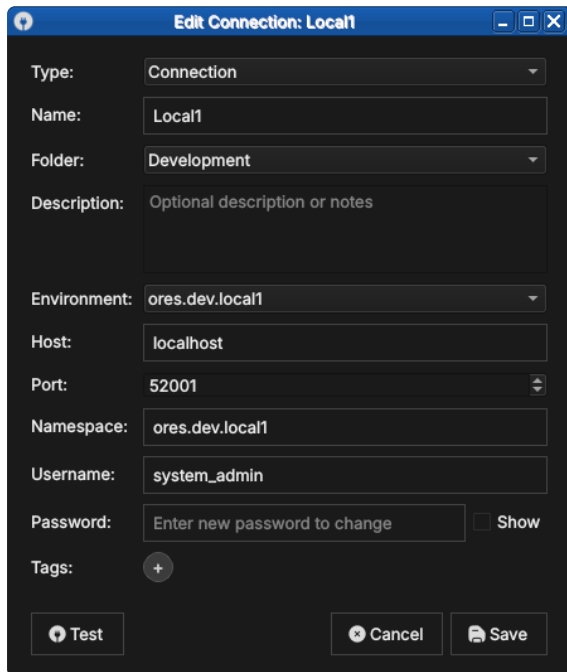 Edit Connection: Local1
Type: Connection
Name: Local1
Folder: Development
Description: Optional description or notes
Environment: ores.dev.local1
Host: localhost
Port: 52001
Namespace: ores.dev.local1
Username: system_admin
Password: Enter new password to change Show
Tags: +
Test Cancel Save